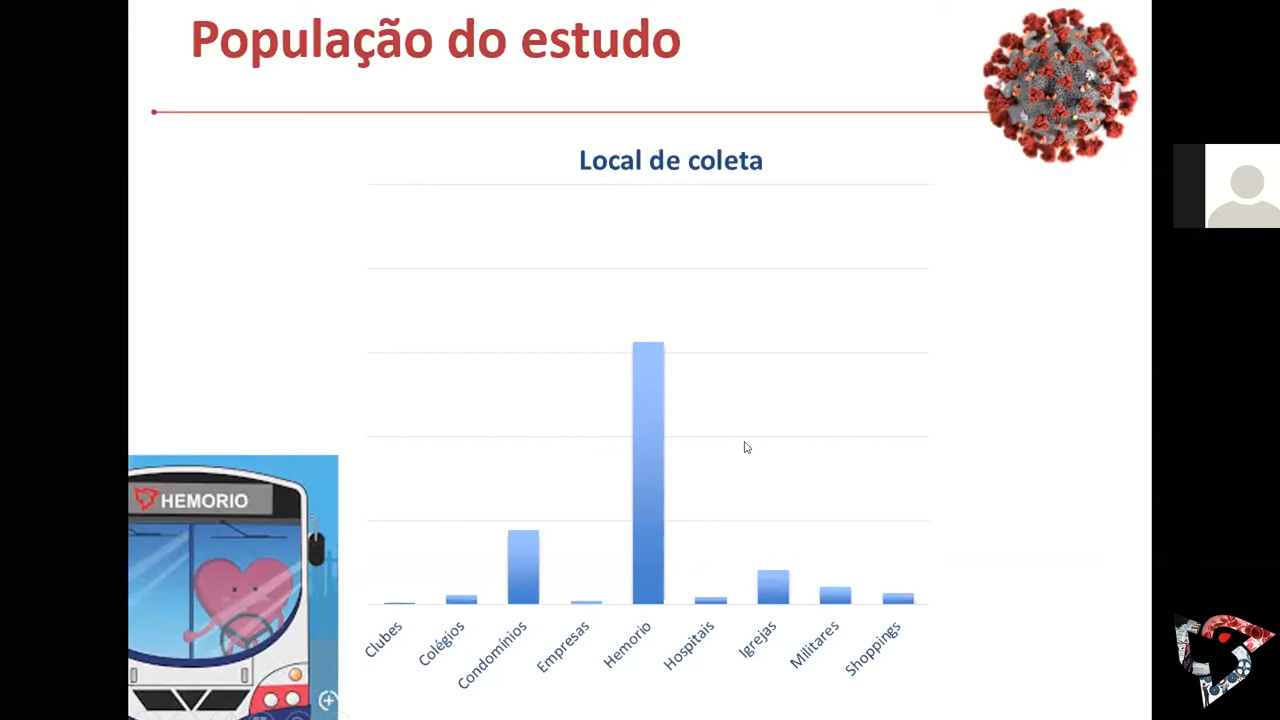 População do estudo
Local de coleta
HEMORIO
Clubes
Colégios
Condomínios
Empresas
Hemorio
Hospitais
Igrejas
Militares
Shoppings